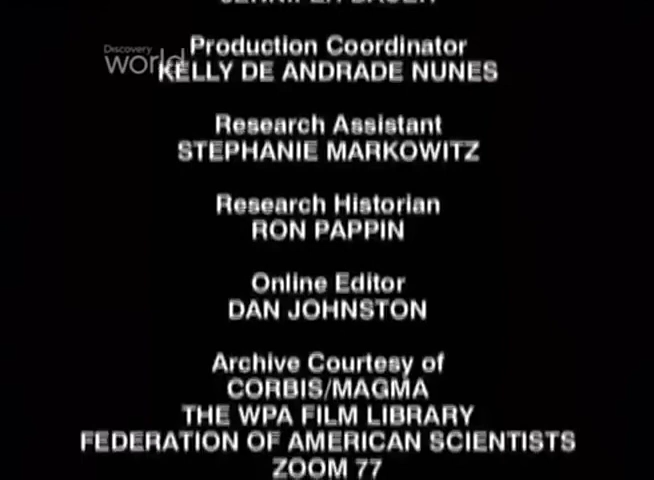 Discovery
world
Production Coordinator
KELLY DE ANDRADE NUNES
Research Assistant
STEPHANIE MARKOWITZ
Research Historian
RON PAPPIN
Online Editor
DAN JOHNSTON
Archive Courtesy of
CORBIS/MAGMA
THE WPA FILM LIBRARY
FEDERATION OF AMERICAN SCIENTISTS
ZOOM 77